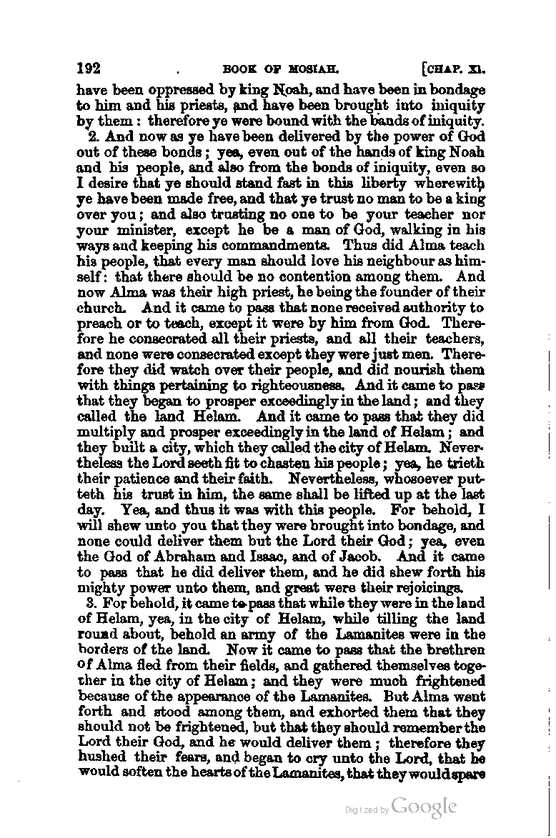 192 BOOK OF MOSIAH. [CHAP. XI.
have been oppressed by king Noah, and have been in bondage
to him and his priests, and have been brought into iniquity
by them: therefore ye were bound with the bands of iniquity.
2. And now as ye have been delivered by the power of God
out of these bonds; yea, even out of the hands of king Noah
and his people, and also from the bonds of iniquity, even so
I desire that ye should stand fast in this liberty wherewith
ye have been made free, and that ye trust no man to be a king
over you; and also trusting no one to be your teacher nor
your minister, except he be a man of God, walking in his
ways and keeping his commandments. Thus did Alma teach
his people, that every man should love his neighbour as him-
self: that there should be no contention among them. And
now Alma was their high priest, he being the founder of their
church. And it came to pass that none received authority to
preach or to teach, except it were by him from God. There-
fore he consecrated all their priests, and all their teachers,
and none were consecrated except they were just men. There-
fore they did watch over their people, and did nourish them
with things pertaining to righteousness. And it came to pass
that they began to prosper exceedingly in the land; and they
called the land Helam. And it came to pass that they did
multiply and prosper exceedingly in the land of Helam; and
they built a city, which they called the city of Helam. Never-
theless the Lord seeth fit to chasten his people; yea, he trieth
their patience and their faith. Nevertheless, whosoever put-
teth his trust in him, the same shall be lifted up at the last
day. Yea, and thus it was with this people. For behold, I
will shew unto you that they were brought into bondage, and
none could deliver them but the Lord their God; yea, even
the God of Abraham and Isaac, and of Jacob. And it came
to pass that he did deliver them, and he did shew forth his
mighty power unto them, and great were their rejoicings.
3. For behold, it came to pass that while they were in the land
of Helam, yea, in the city of Helam, while tilling the land
round about, behold an army of the Lamanites were in the
borders of the land. Now it came to pass that the brethren
of Alma fled from their fields, and gathered themselves toge-
ther in the city of Helam; and they were much frightened
because of the appearance of the Lamanites. But Alma went
forth and stood among them, and exhorted them that they
should not be frightened, but that they should remember the
Lord their God, and he would deliver them; therefore they
hushed their fears, and began to cry unto the Lord, that he
would soften the hearts of the Lamanites, that they would spare
Digitized by Google